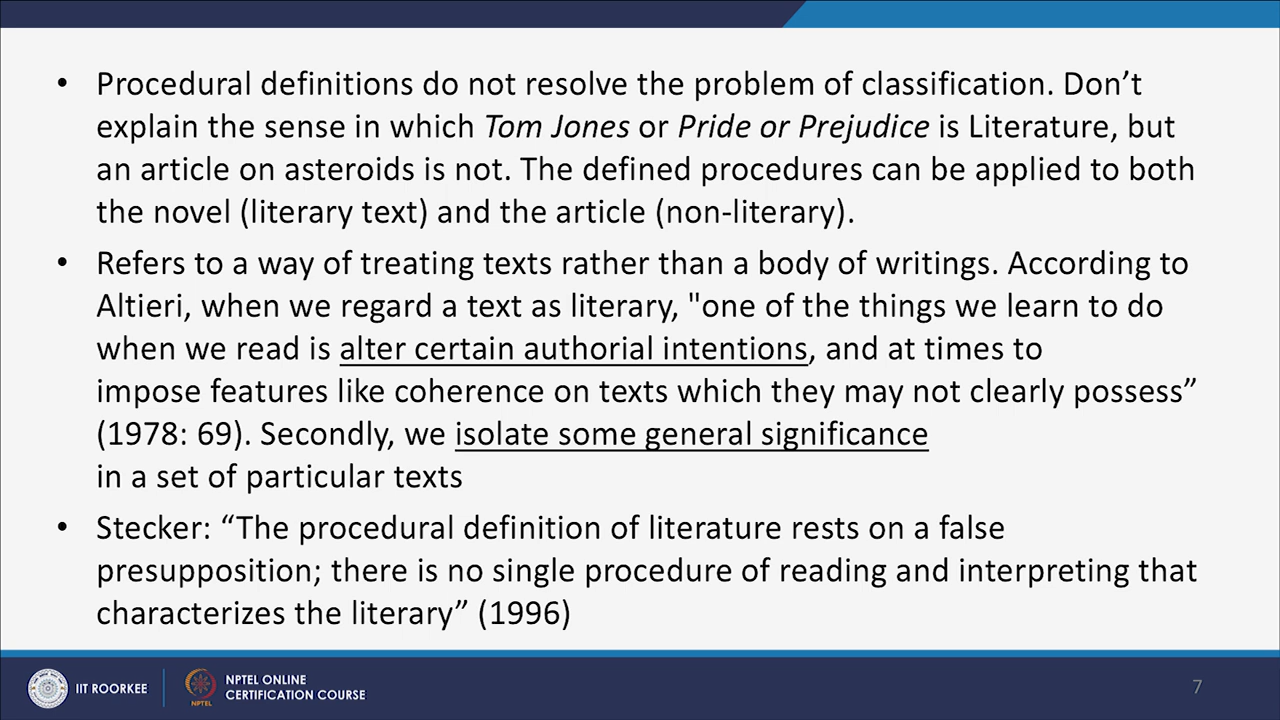 • Procedural definitions do not resolve the problem of classification. Don’t
explain the sense in which Tom Jones or Pride or Prejudice is Literature, but
an article on asteroids is not. The defined procedures can be applied to both
the novel (literary text) and the article (non-literary).
• Refers to a way of treating texts rather than a body of writings. According to
Altieri, when we regard a text as literary, "one of the things we learn to do
when we read is alter certain authorial intentions, and at times to
impose features like coherence on texts which they may not clearly possess”
(1978: 69). Secondly, we isolate some general significance
in a set of particular texts
• Stecker: “The procedural definition of literature rests on a false
presupposition; there is no single procedure of reading and interpreting that
characterizes the literary” (1996)
IIT ROORKEE
NPTEL
NPTEL ONLINE
CERTIFICATION COURSE
7